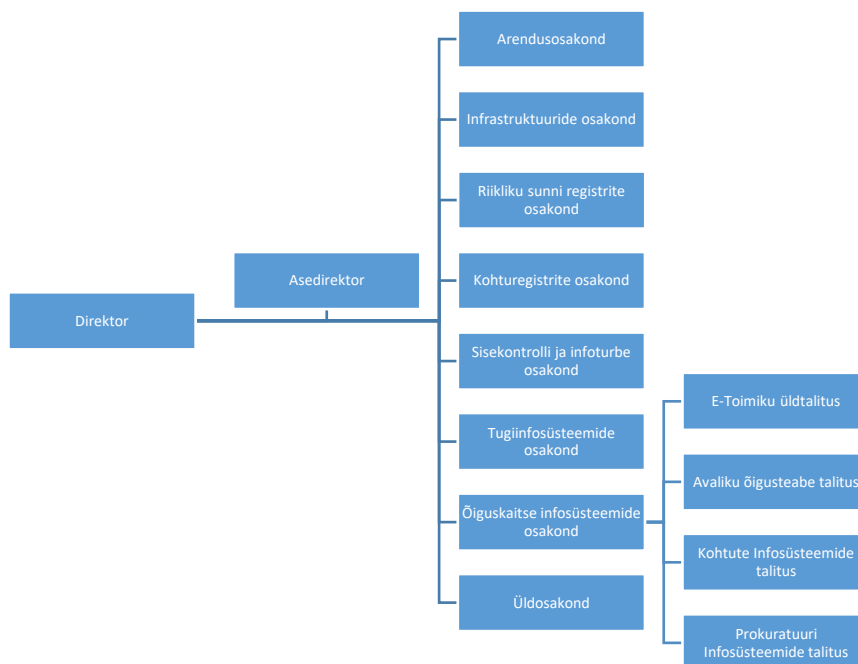 Direktor
Asedirektor
Arendusosakond
Infrastruktuuride osakond
Riikliku sunni registrite
osakond
Kohturegistrite osakond
Sisekontrolli ja infoturbe
osakond
Tugiinfosüsteemide
osakond
Õiguskaitse infosüsteemide
osakond
Üldosakond
E-Toimiku üldtalitus
Avaliku õigusteabe talitus
Kohtute Infosüsteemide
talitus
Prokuratuuri
Infosüsteemide talitus